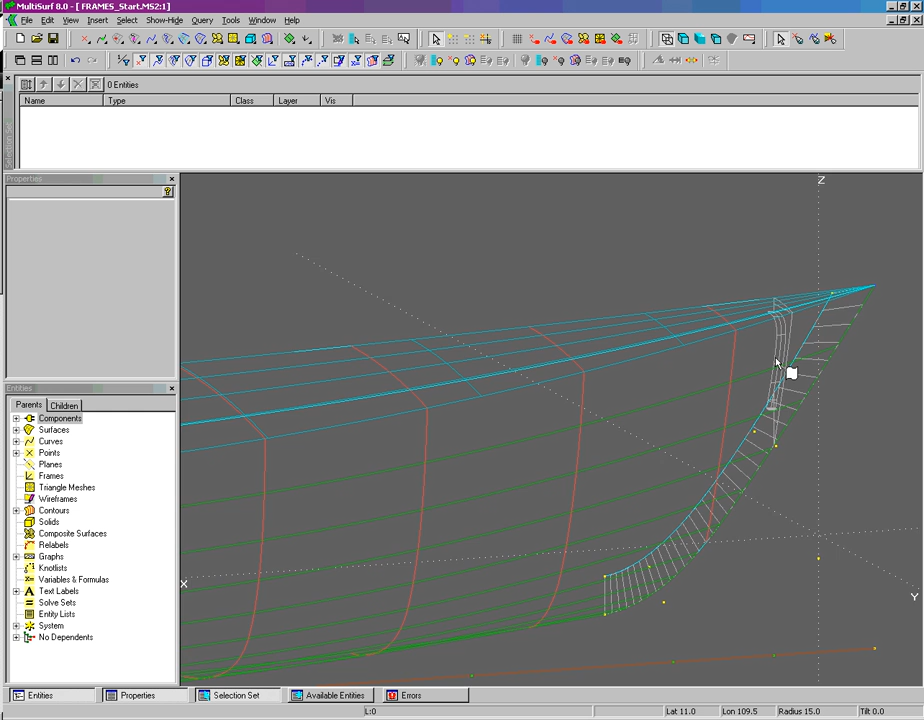 MultiSurf 8.0 - [ FRAMES_Start.MS2:1]
File Edit View Insert Select Show-Hide Query Tools Window Help
0 Entities
Name Type Class Layer Vis
Selection Set
Properties
Entities
Parents Children
Components
Surfaces
Curves
Points
Planes
Frames
Triangle Meshes
Wireframes
Contours
Solids
Composite Surfaces
Relabels
Graphs
Knotlists
Variables & Formulas
Text Labels
Solve Sets
Entity Lists
System
No Dependents
Z
X
Y
Entities Properties Selection Set Available Entities Errors
L:0 Lat 11.0 Lon 109.5 Radius 15.0 Tilt 0.0